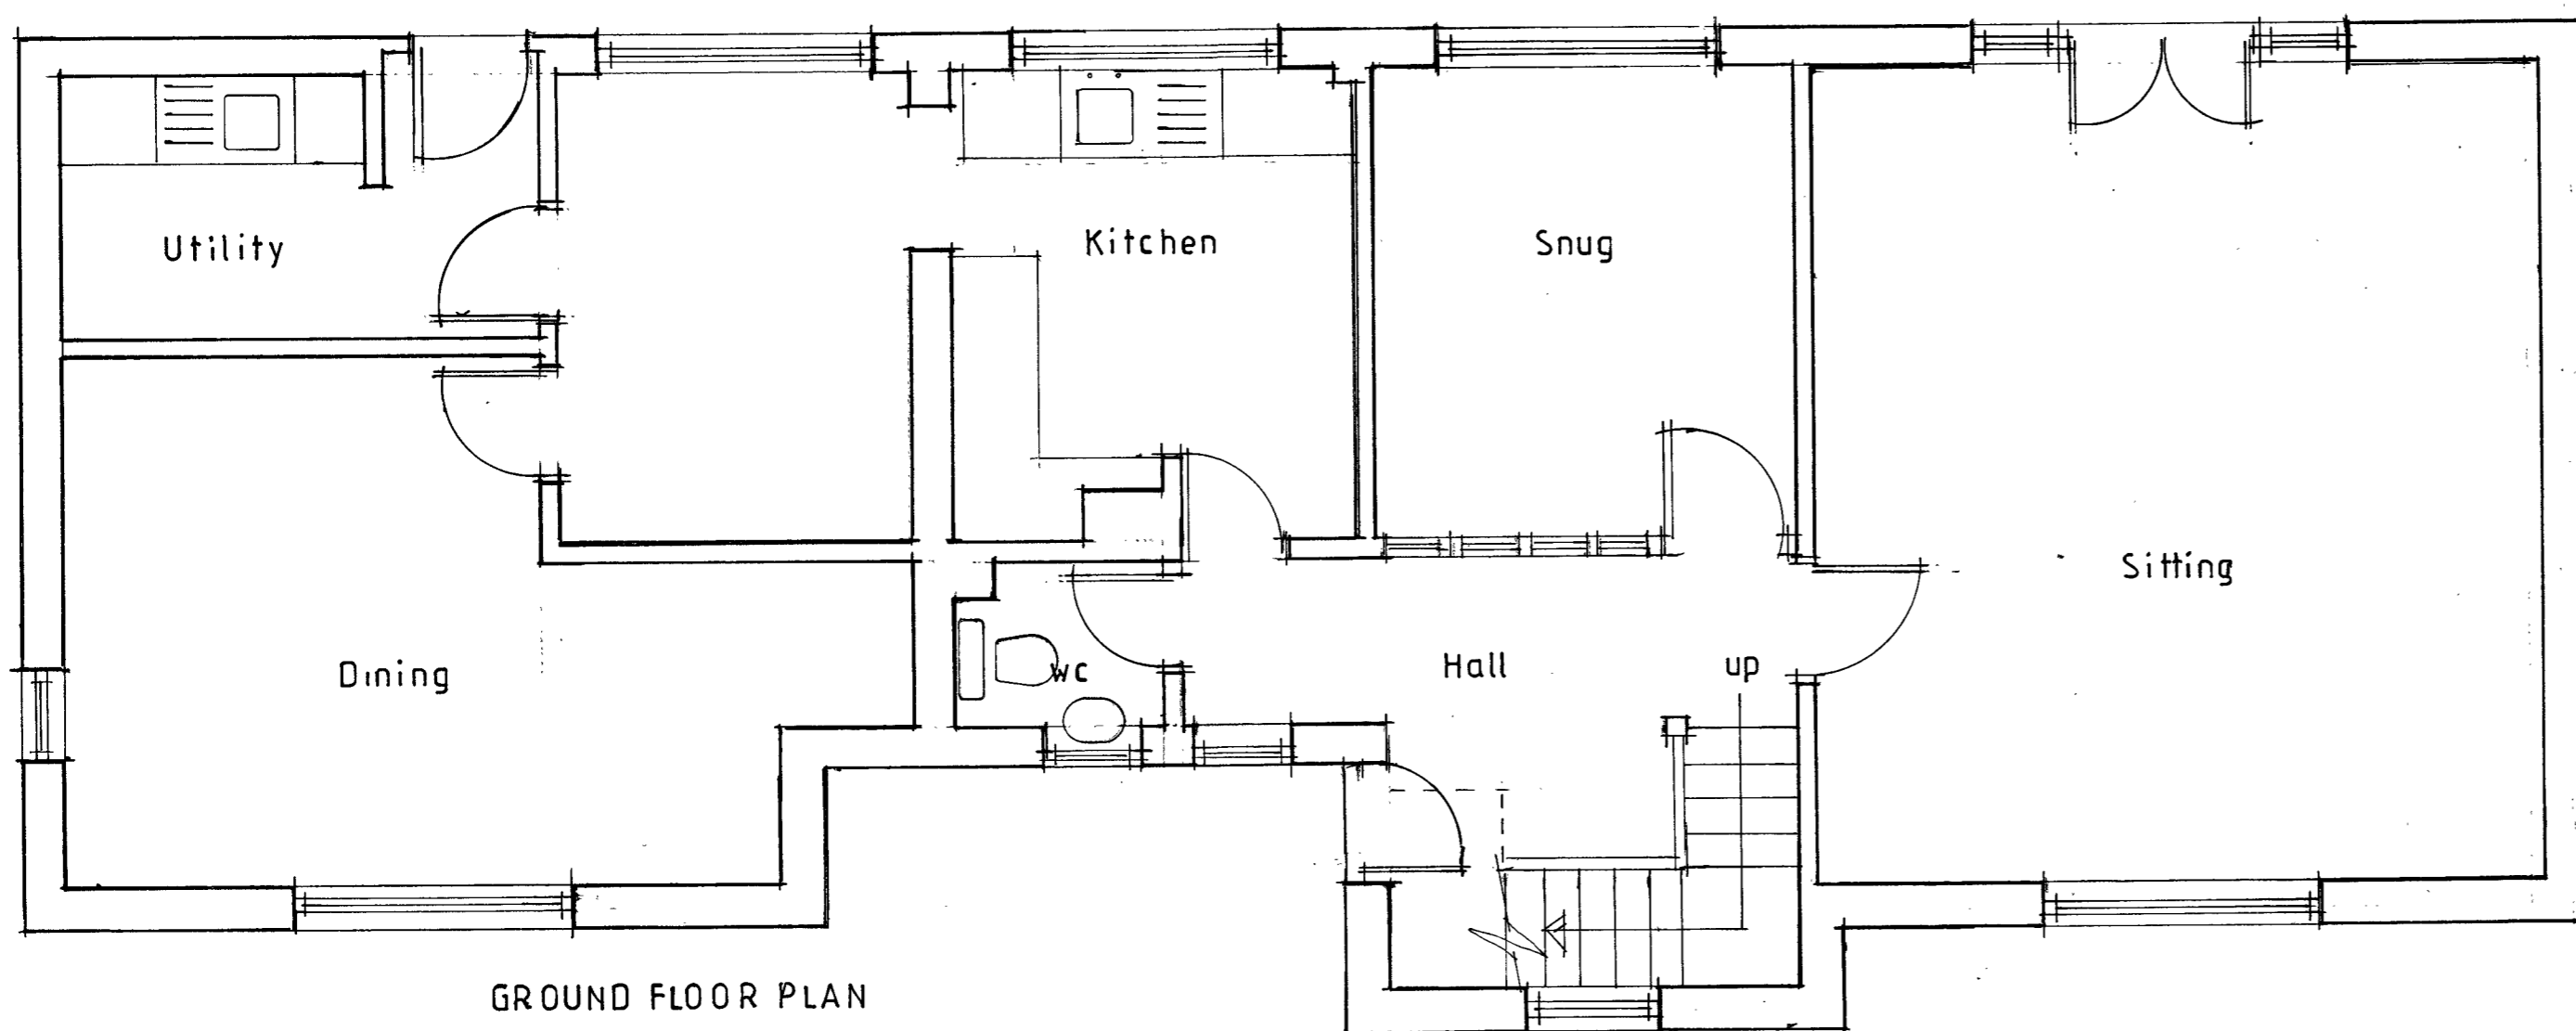 Utility
Kitchen
Snug
Sitting
Dining
wc
Hall
up
GROUND FLOOR PLAN